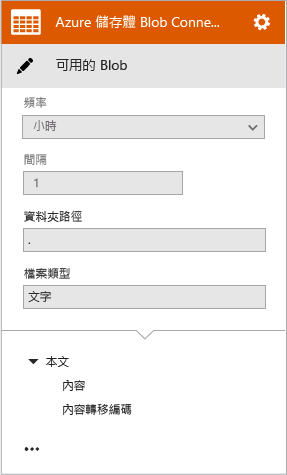 Azure 儲存體 Blob Conne...
可用的 Blob
頻率
小時
間隔
1
資料夾路徑
.
檔案類型
文字
本文
內容
內容轉移編碼
...